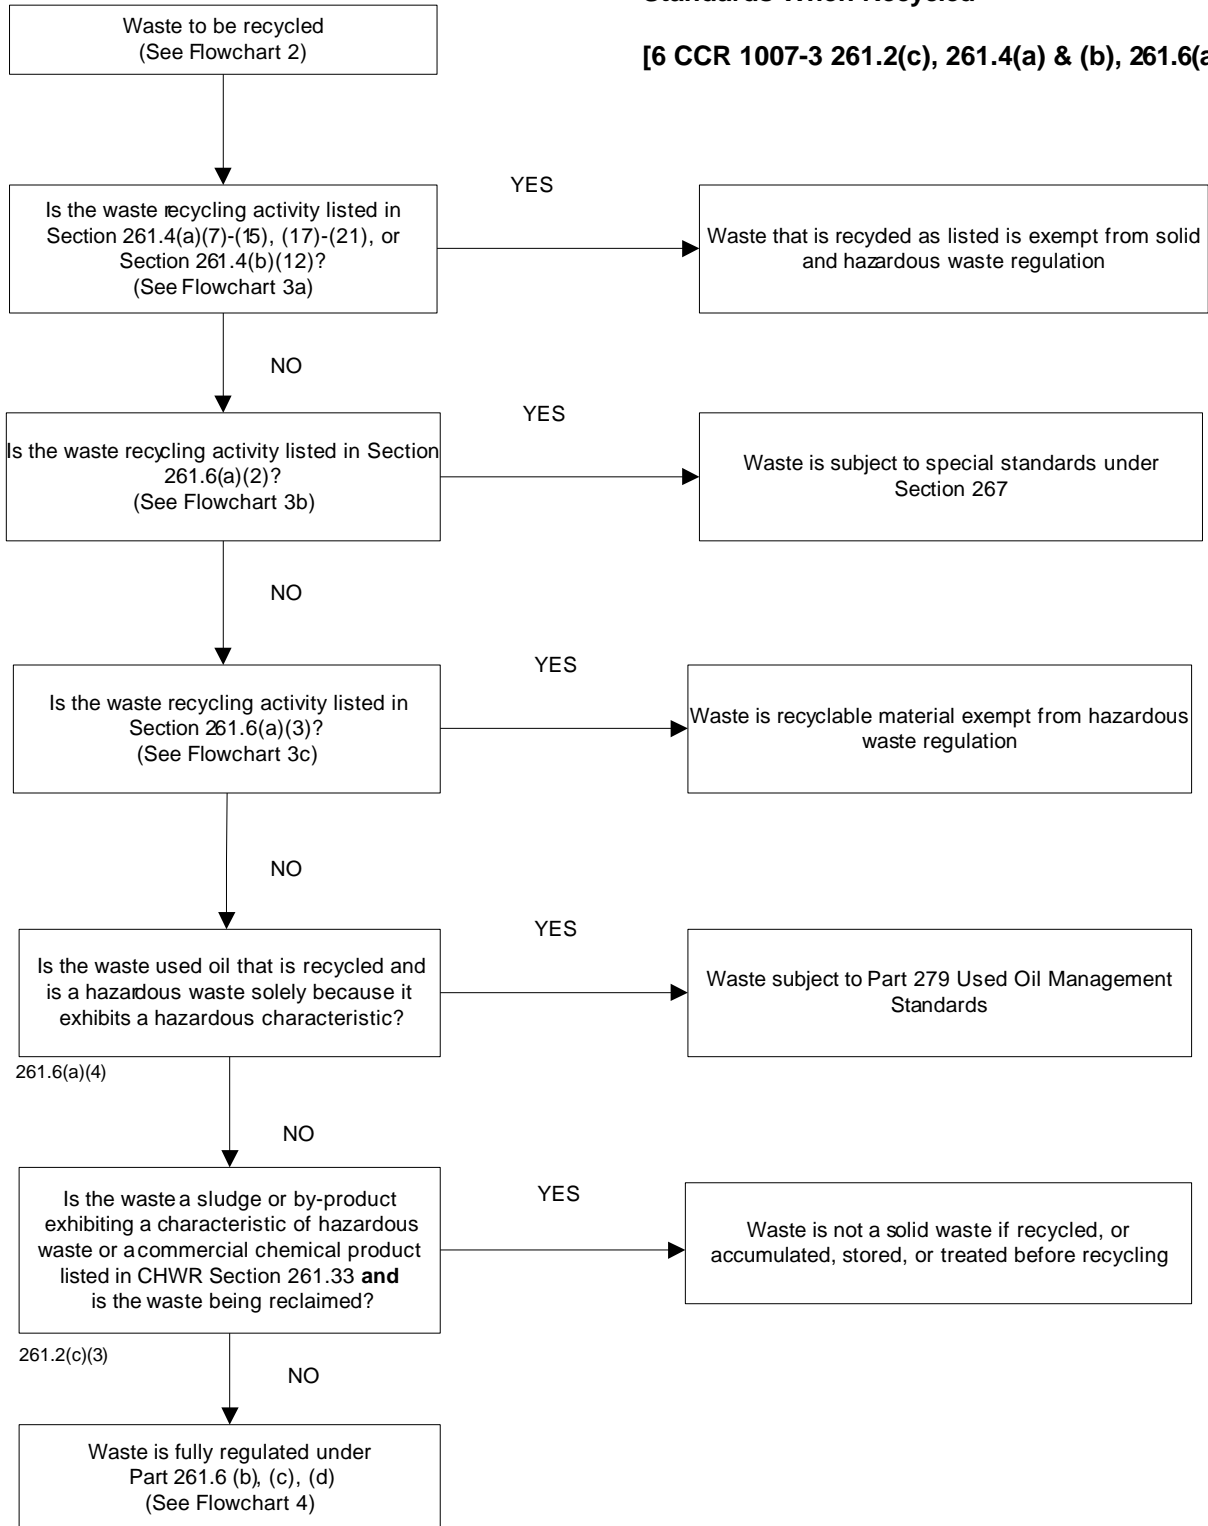 Standards When Recycled
Waste to be recycled
(See Flowchart 2)
[6 CCR 1007-3 261.2(c), 261.4(a) & (b), 261.6(a
YES
Is the waste recycling activity listed in
Section 261.4(a)(7)-(15), (17)-(21), or
Section 261.4(b)(12)?
(See Flowchart 3a)
Waste that is recycled as listed is exempt from solid
and hazardous waste regulation
NO
YES
Is the waste recycling activity listed in Section
261.6(a)(2)?
(See Flowchart 3b)
Waste is subject to special standards under
Section 267
NO
YES
Is the waste recycling activity listed in
Section 261.6(a)(3)?
(See Flowchart 3c)
Waste is recyclable material exempt from hazardous
waste regulation
NO
YES
Is the waste used oil that is recycled and
is a hazardous waste solely because it
exhibits a hazardous characteristic?
Waste subject to Part 279 Used Oil Management
Standards
261.6(a)(4)
NO
YES
Is the waste a sludge or by-product
exhibiting a characteristic of hazardous
waste or a commercial chemical product
listed in CHWR Section 261.33 and
is the waste being reclaimed?
Waste is not a solid waste if recycled, or
accumulated, stored, or treated before recycling
261.2(c)(3)
NO
Waste is fully regulated under
Part 261.6 (b), (c), (d)
(See Flowchart 4)